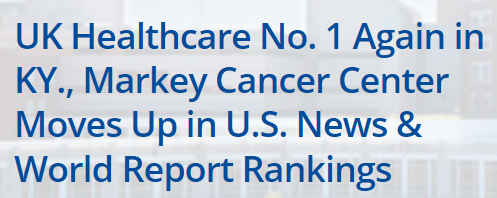 UK Healthcare No. 1 Again in
KY., Markey Cancer Center
Moves Up in U.S. News &
World Report Rankings